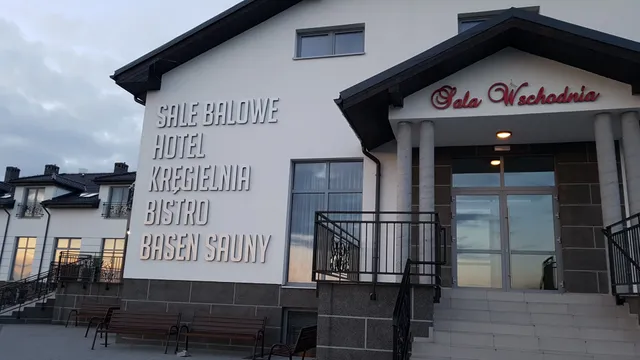 SALE BALOWE
HOTEL
KRĘGIELNIA
BISTRO
BASEN SAUNY
Sala Wschodnia